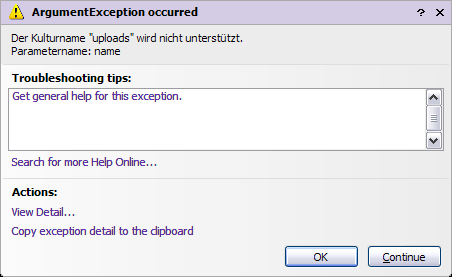 ArgumentException occurred
Der Kulturname "uploads" wird nicht unterstützt.
Parametername: name
Troubleshooting tips:
Get general help for this exception.
Search for more Help Online...
Actions:
View Detail...
Copy exception detail to the clipboard
OK
Continue